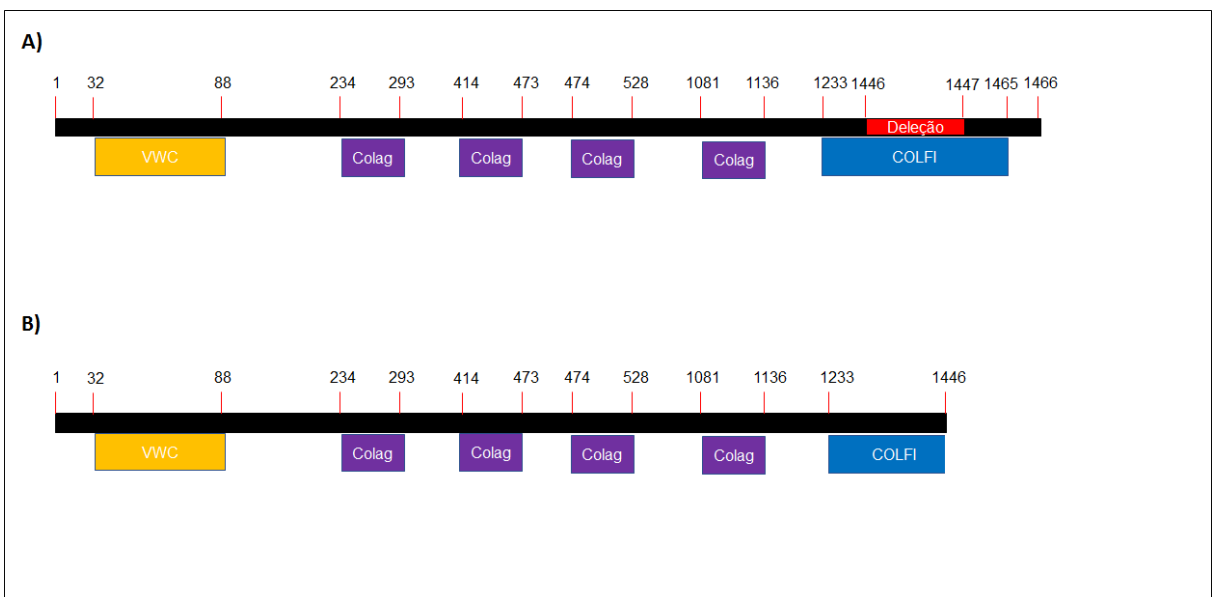 A)
1 32 88 234 293 414 473 474 528 1081 1136 1233 1446 1447 1465 1466
Deleção
VWC Colag Colag Colag Colag COLFI
B)
1 32 88 234 293 414 473 474 528 1081 1136 1233 1446
VWC Colag Colag Colag Colag COLFI